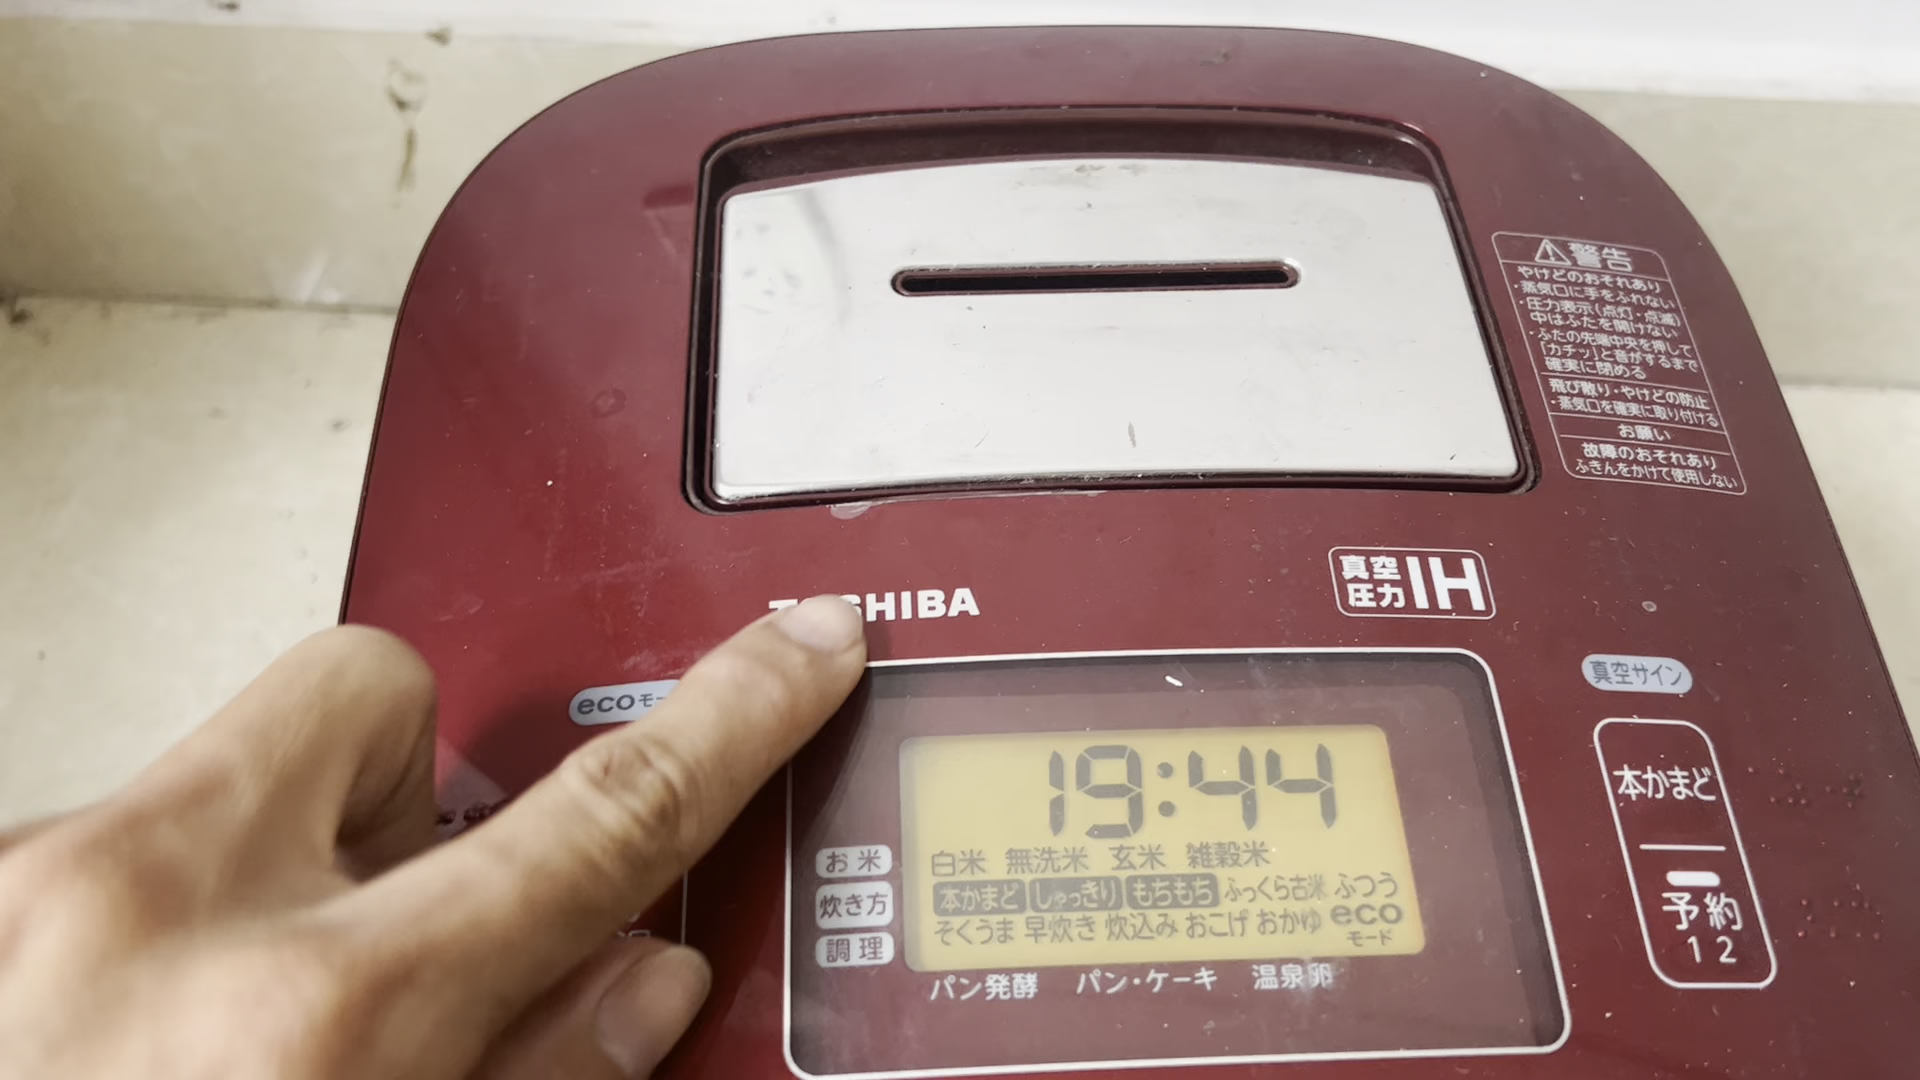 警告
やけどのおそれあり
・蒸気口に手をふれない
・圧力表示(点灯・点滅)
中はふたを開けない
・ふたの先端中央を押して
「カチッ」と音がするまで
確実に閉める
飛び散り・やけどの防止
・蒸気口を確実に取り付ける
お願い
故障のおそれあり
ふきんをかけて使用しない
真空
圧力 IH
TOSHIBA
真空サイン
eco モー
19:44
本かまど
お米 白米 無洗米 玄米 雑穀米
炊き方 本かまど しゃっきり もちもち ふっくら古米 ふつう
そくうま 早炊き 炊込み おこげ おかゆ eco
モード
調理
パン発酵 パン・ケーキ 温泉卵
予約
1 2